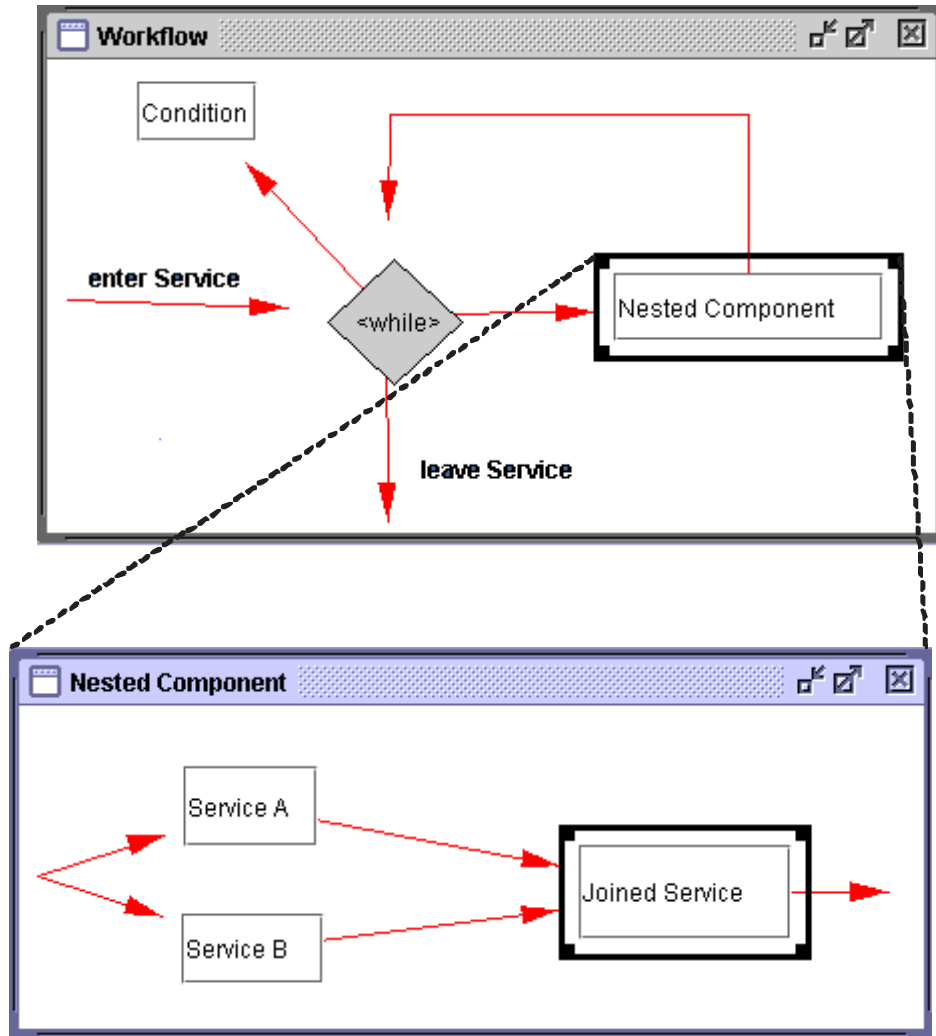 Workflow
Condition
enter Service
<while>
Nested Component
leave Service
Nested Component
Service A
Joined Service
Service B